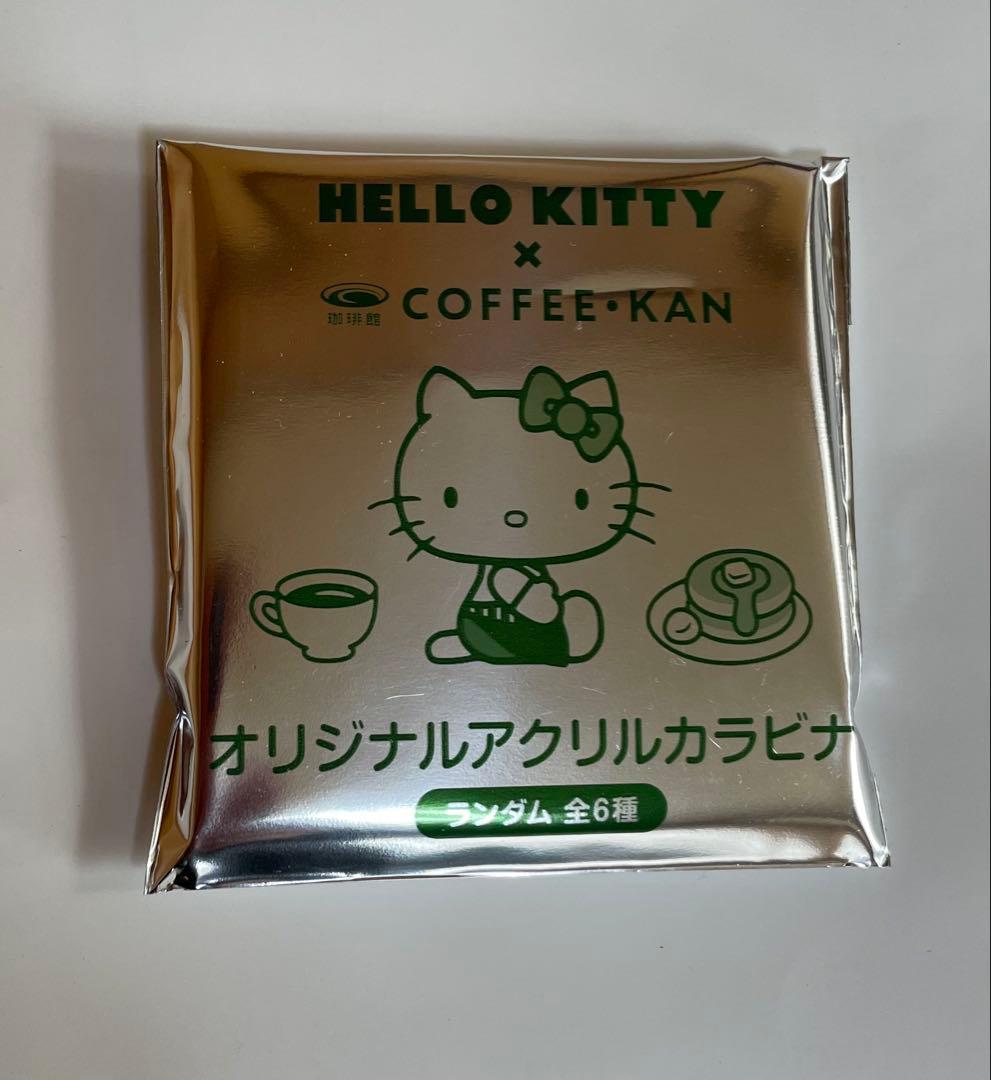 HELLO KITTY
×
珈琲館 COFFEE・KAN
オリジナルアクリルカラビナ
ランダム 全6種